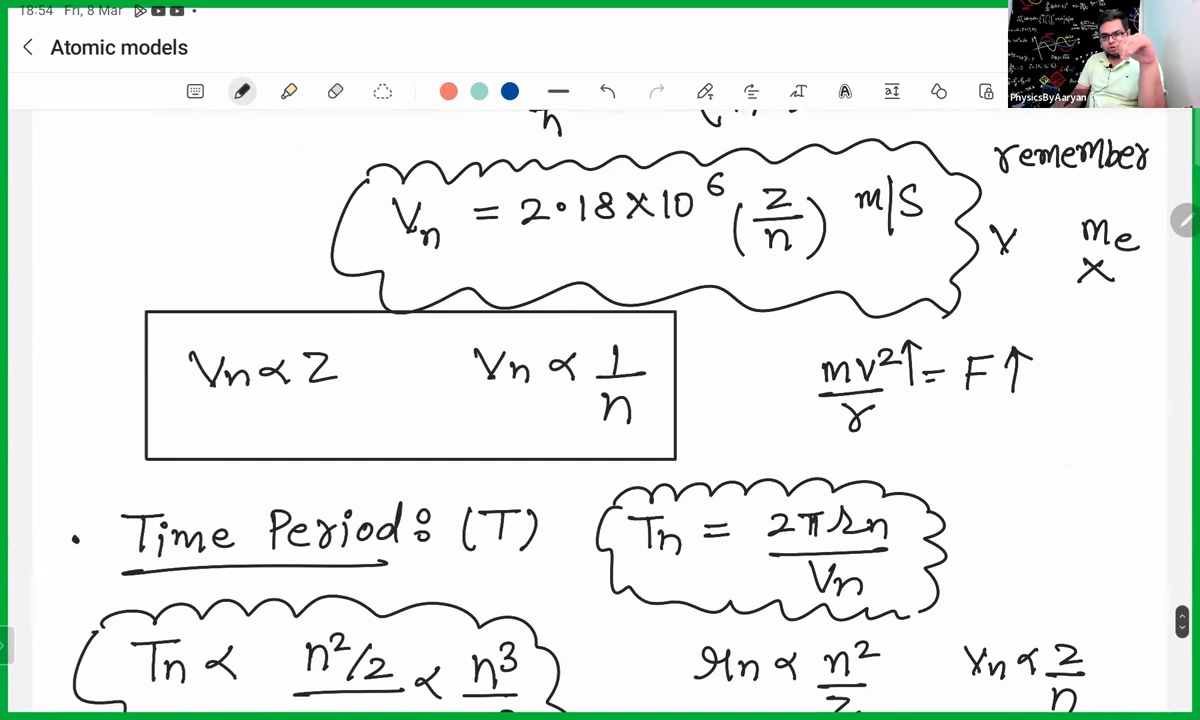 18:54 Fri, 8 Mar
Atomic models
PhysicsByAaryan
n
remember
Vn = 2.18×10^6 (Z/n) m/s
v me
×
Vn ∝ Z Vn ∝ 1/n
mv²↑/r = F↑
• Time Period: (T) Tn = 2πrn/Vn
Tn ∝ n²/Z ∝ n³ rn ∝ n²/Z Vn ∝ Z/n